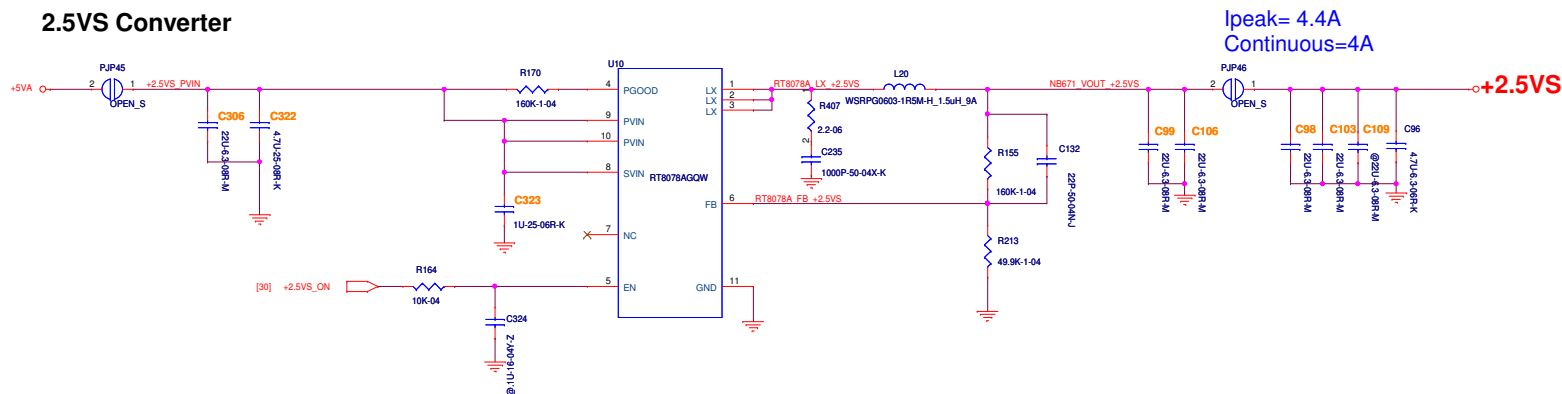 2.5VS Converter
Ipeak= 4.4A
Continuous=4A
+5VA
2
PJP45
1
OPEN_S
+2.5VS_PVIN
C306
22U-6.3-08R-M
C322
4.7U-25-08R-K
R170
160K-1-04
C323
1U-25-06R-K
[30]
+2.5VS_ON
R164
10K-04
C324
@.1U-16-04Y-Z
U10
RT8078AGQW
4
PGOOD
9
PVIN
10
PVIN
8
SVIN
7
NC
5
EN
LX
1
LX
2
LX
3
FB
6
GND
11
RT8078A_LX_+2.5VS
R407
2.2-06
2
C235
1000P-50-04X-K
L20
WSRPG0603-1R5M-H_1.5uH_9A
R155
160K-1-04
C132
22P-50-04N-J
RT8078A_FB_+2.5VS
R213
49.9K-1-04
NB671_VOUT_+2.5VS
C99
22U-6.3-08R-M
C106
22U-6.3-08R-M
PJP46
2
1
OPEN_S
C98
22U-6.3-08R-M
C103
22U-6.3-08R-M
C109
@22U-6.3-08R-M
C96
4.7U-6.3-06R-K
+2.5VS